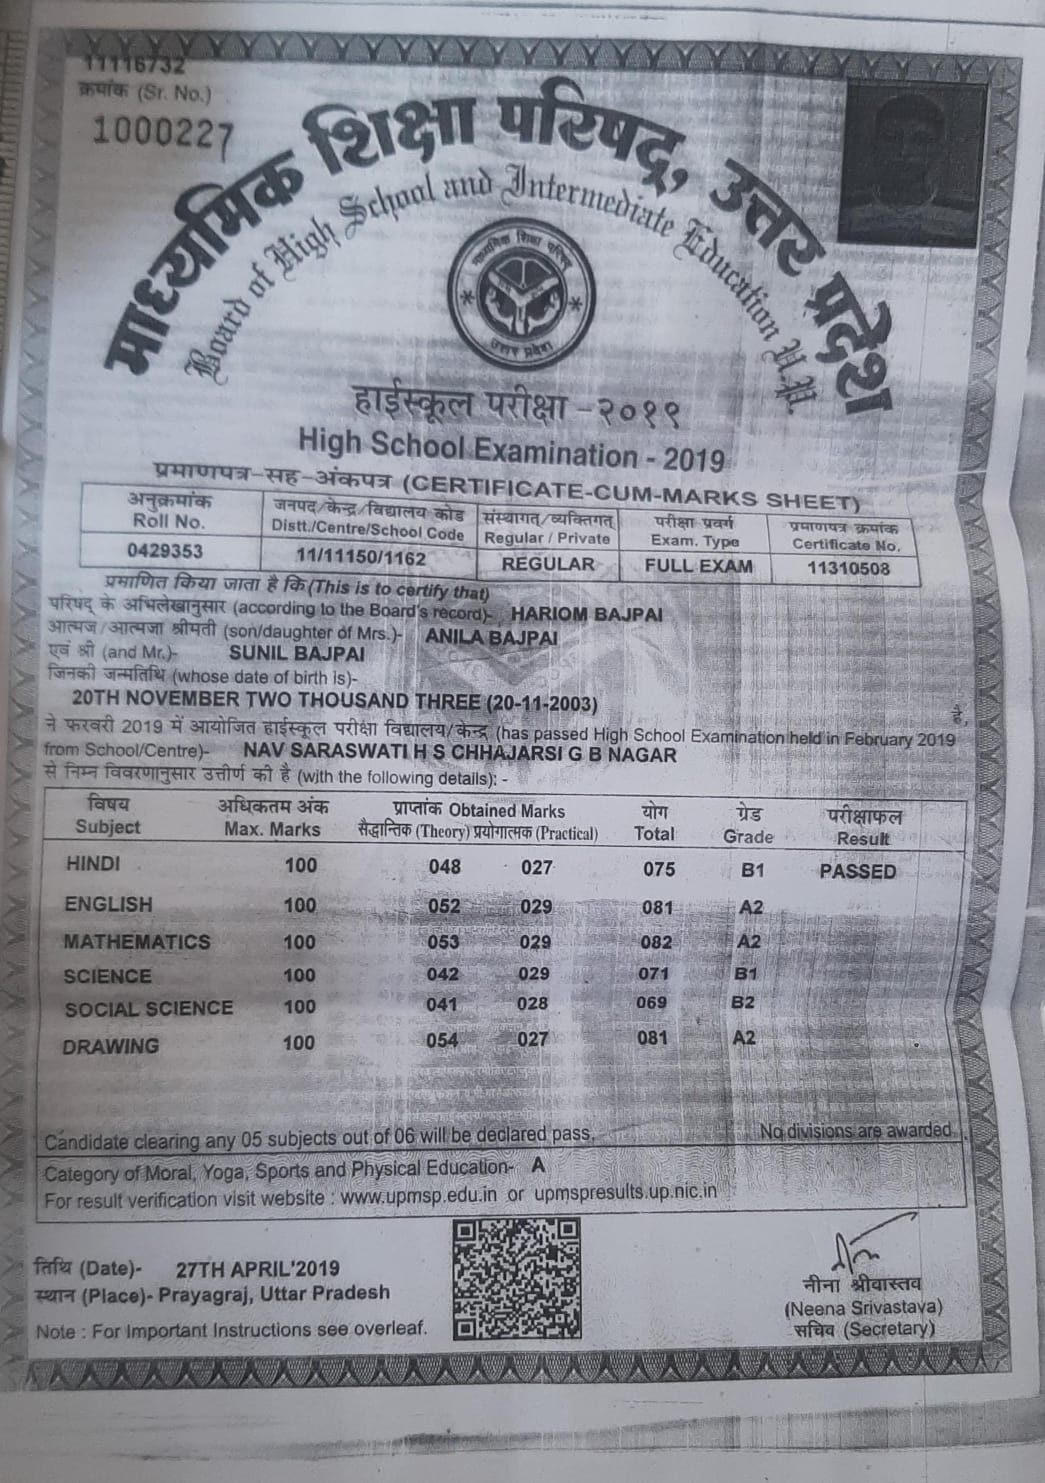 11116732
क्रमांक (Sr. No.)
1000227
माध्यमिक शिक्षा परिषद्, उत्तर प्रदेश
Board of High School and Intermediate Education U.P.
माध्यमिक शिक्षा परिषद्
उत्तर प्रदेश
हाईस्कूल परीक्षा - २०१९
High School Examination - 2019
प्रमाणपत्र-सह-अंकपत्र (CERTIFICATE-CUM-MARKS SHEET)
अनुक्रमांक जनपद/केन्द्र/विद्यालय कोड संस्थागत/व्यक्तिगत् परीक्षा प्रवर्ग प्रमाणपत्र क्रमांक
Roll No. Distt./Centre/School Code Regular / Private Exam. Type Certificate No.
0429353 11/11150/1162 REGULAR FULL EXAM 11310508
प्रमाणित किया जाता है कि (This is to certify that)
परिषद् के अभिलेखानुसार (according to the Board's record)- HARIOM BAJPAI
आत्मज/आत्मजा श्रीमती (son/daughter of Mrs.)- ANILA BAJPAI
एवं श्री (and Mr.)- SUNIL BAJPAI
जिनकी जन्मतिथि (whose date of birth is)-
20TH NOVEMBER TWO THOUSAND THREE (20-11-2003) है,
ने फरवरी 2019 में आयोजित हाईस्कूल परीक्षा विद्यालय/केन्द्र (has passed High School Examination held in February 2019
from School/Centre)- NAV SARASWATI H S CHHAJARSI G B NAGAR
से निम्न विवरणानुसार उत्तीर्ण की है (with the following details): -
विषय अधिकतम अंक प्राप्तांक Obtained Marks योग ग्रेड परीक्षाफल
Subject Max. Marks सैद्धान्तिक (Theory) प्रयोगात्मक (Practical) Total Grade Result
HINDI 100 048 027 075 B1 PASSED
ENGLISH 100 052 029 081 A2
MATHEMATICS 100 053 029 082 A2
SCIENCE 100 042 029 071 B1
SOCIAL SCIENCE 100 041 028 069 B2
DRAWING 100 054 027 081 A2
Candidate clearing any 05 subjects out of 06 will be declared pass. No divisions are awarded.
Category of Moral, Yoga, Sports and Physical Education- A
For result verification visit website : www.upmsp.edu.in or upmspresults.up.nic.in
तिथि (Date)- 27TH APRIL'2019
स्थान (Place)- Prayagraj, Uttar Pradesh
Note : For Important Instructions see overleaf.
नीना श्रीवास्तव
(Neena Srivastava)
सचिव (Secretary)